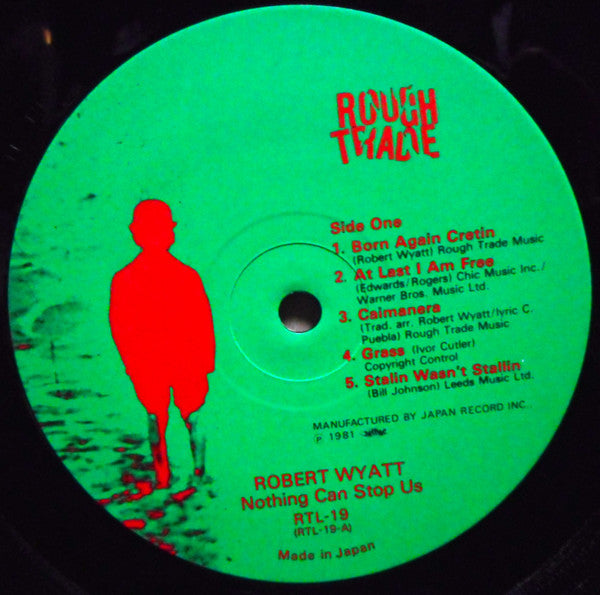 ROUGH
TRADE
Side One
1. Born Again Cretin
(Robert Wyatt) Rough Trade Music
2. At Last I Am Free
(Edwards/Rogers) Chic Music Inc./
Warner Bros. Music Ltd.
3. Caimanera
(Trad. arr. Robert Wyatt/lyric C.
Puebla) Rough Trade Music
4. Grass (Ivor Cutler)
Copyright Control
5. Stalin Wasn't Stallin'
(Bill Johnson) Leeds Music Ltd.
MANUFACTURED BY JAPAN RECORD INC.
℗ 1981
ROBERT WYATT
Nothing Can Stop Us
RTL-19
(RTL-19-A)
Made in Japan